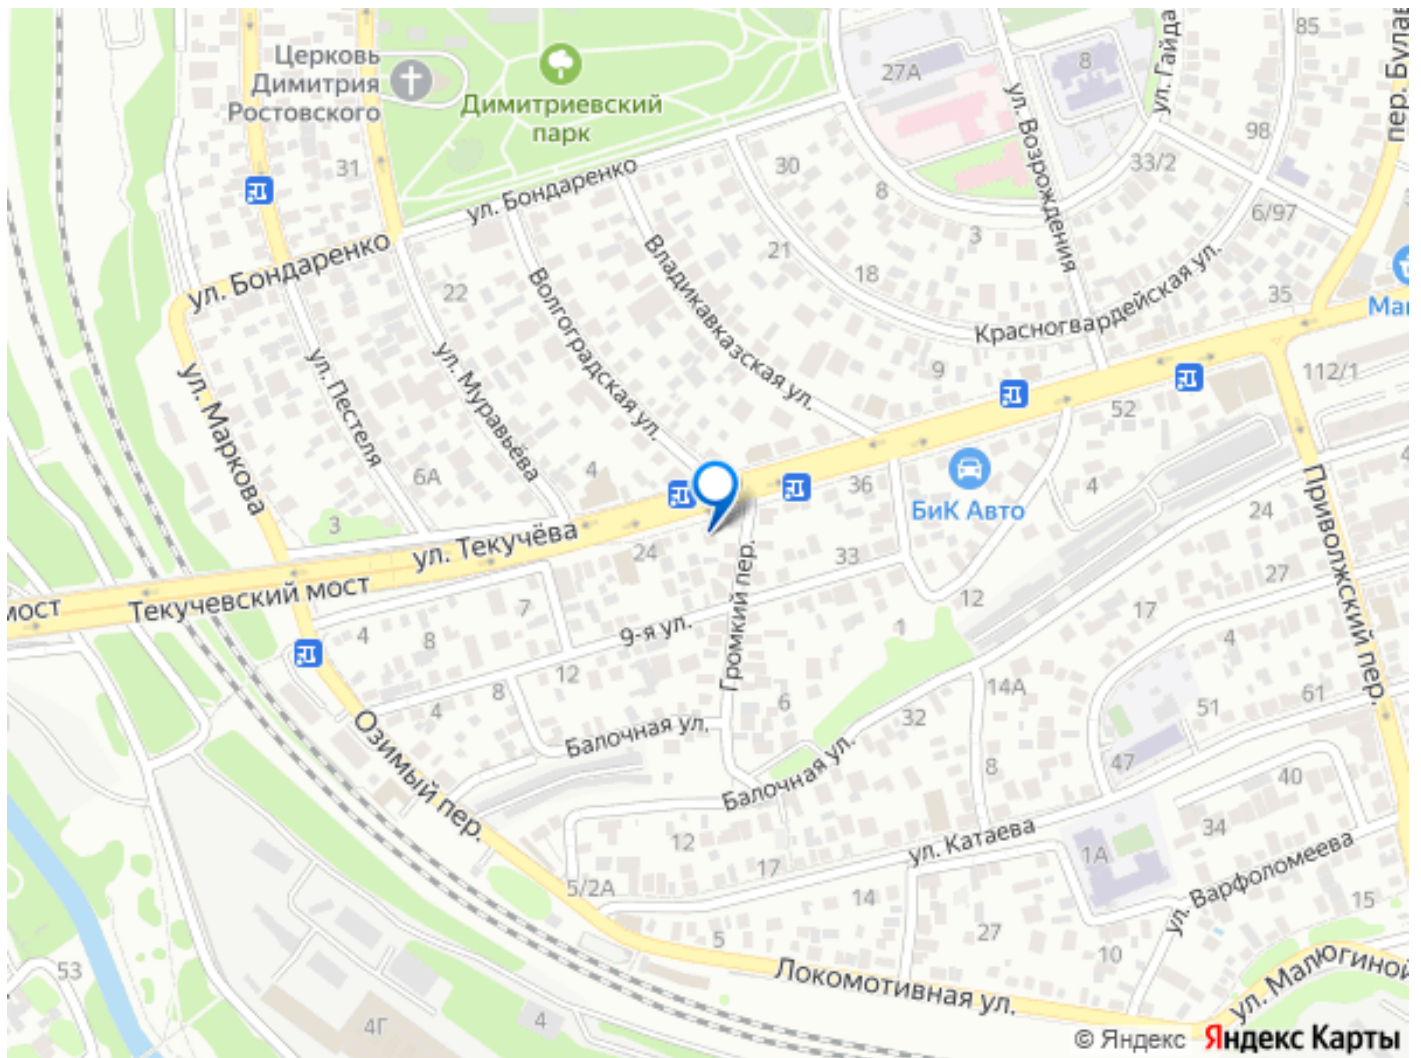 Церковь
Димитрия
Ростовского
Димитриевский
парк
27А
8
ул. Гайда
85
пер. Булав
98
33/2
6/97
31
30
8
3
21
18
ул. Возрождения
ул. Бондаренко
ул. Бондаренко
22
Владикавказская ул.
Волгоградская ул.
Красногвардейская ул.
35
Маг
ул. Маркова
ул. Пестеля
ул. Муравьёва
9
52
112/1
6А
4
3
36
БиК Авто
4
24
27
Приволжский пер.
ул. Текучёва
24
33
Громкий пер.
мост
Текучевский мост
7
4
8
9-я ул.
12
1
17
4
12
8
4
14А
6
32
51
61
Озимый пер.
Балочная ул.
Балочная ул.
8
47
40
34
12
17
ул. Катаева
1А
ул. Варфоломеева
5/2А
14
15
5
27
10
53
Локомотивная ул.
ул. Малюгиной
4Г
4
© Яндекс Яндекс Карты